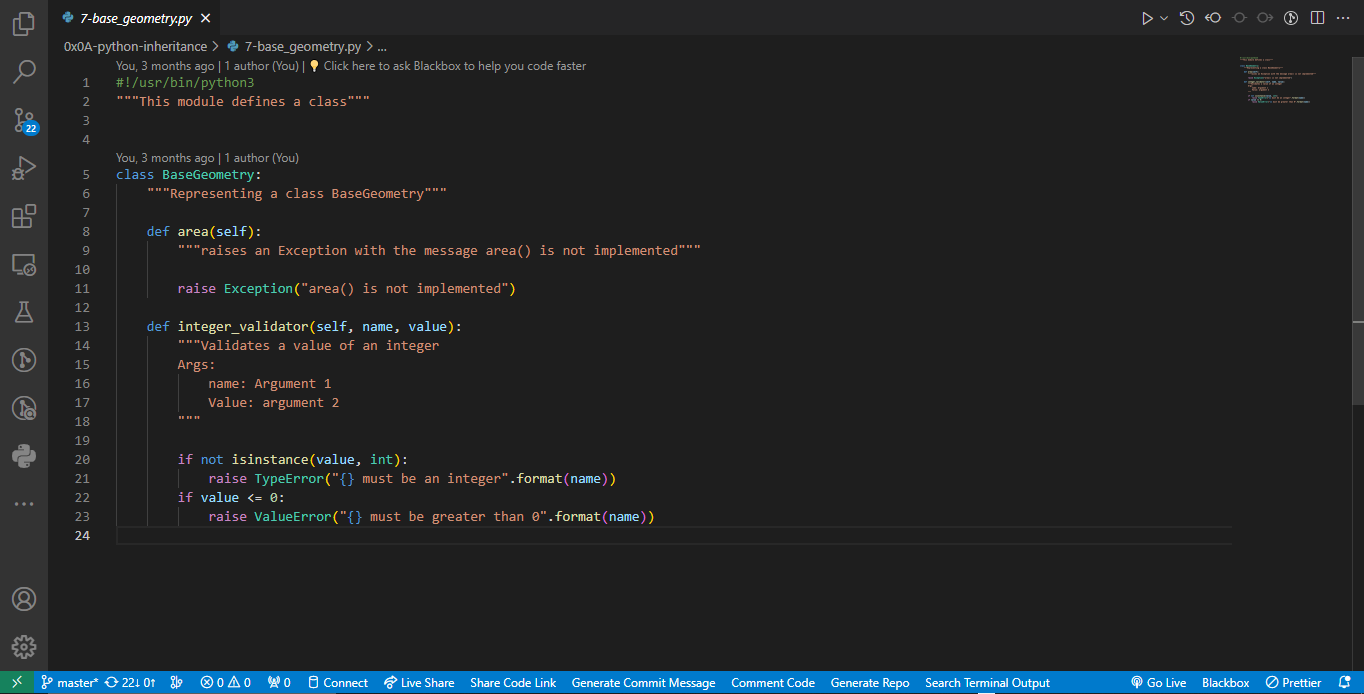 7-base_geometry.py
0x0A-python-inheritance > 7-base_geometry.py > ...
You, 3 months ago | 1 author (You) | Click here to ask Blackbox to help you code faster
1 #!/usr/bin/python3
2 """This module defines a class"""
3
4
You, 3 months ago | 1 author (You)
5 class BaseGeometry:
6     """Representing a class BaseGeometry"""
7
8     def area(self):
9         """raises an Exception with the message area() is not implemented"""
10
11         raise Exception("area() is not implemented")
12
13     def integer_validator(self, name, value):
14         """Validates a value of an integer
15         Args:
16             name: Argument 1
17             Value: argument 2
18         """
19
20         if not isinstance(value, int):
21             raise TypeError("{} must be an integer".format(name))
22         if value <= 0:
23             raise ValueError("{} must be greater than 0".format(name))
24
22
master* 22↓ 0↑ 0 0 0 Connect Live Share Share Code Link Generate Commit Message Comment Code Generate Repo Search Terminal Output Go Live Blackbox Prettier